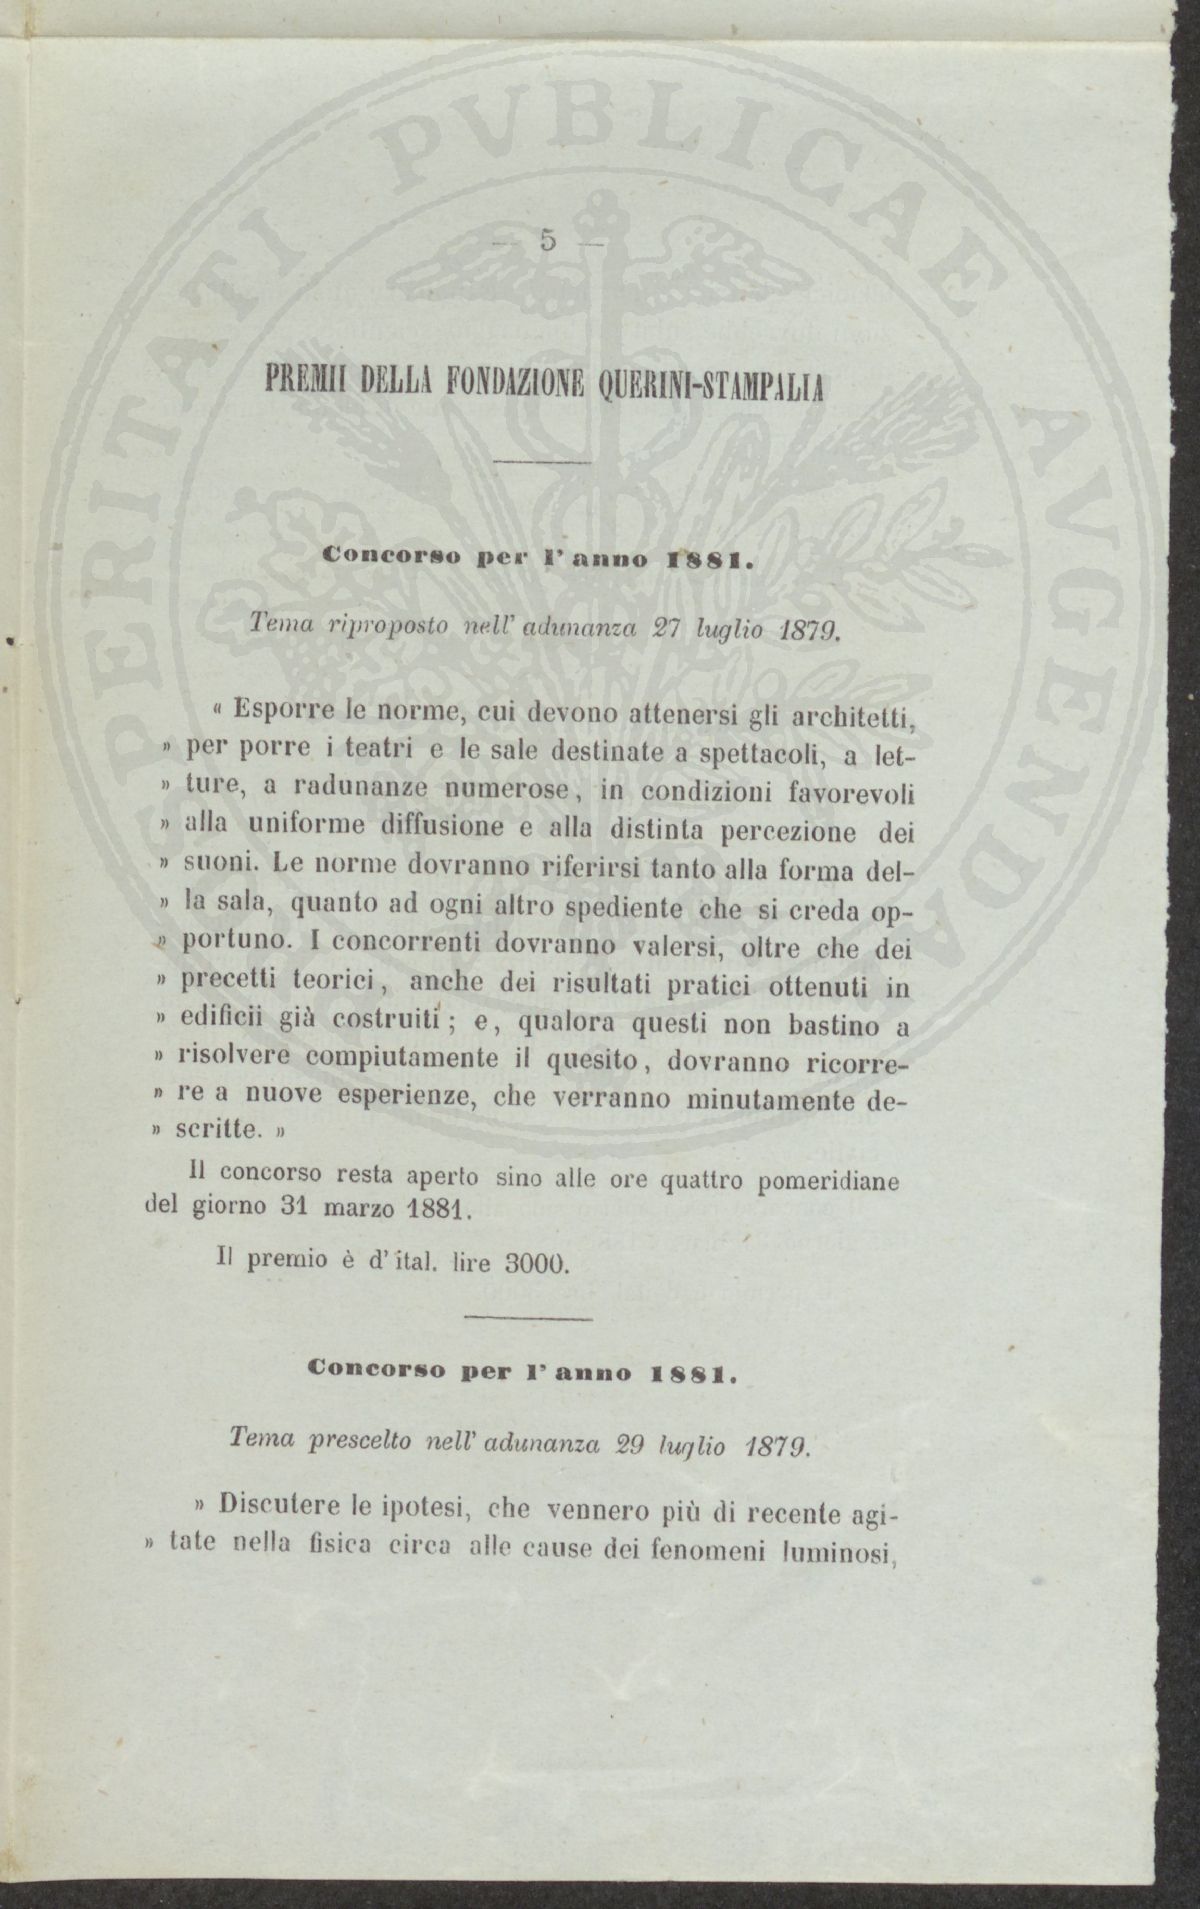 — 5 —
PREMII DELLA FONDAZIONE QUERINI-STAMPALIA
Concorso per l' anno 1881.
Tema riproposto nell' adunanza 27 luglio 1879.
« Esporre le norme, cui devono attenersi gli architetti,
» per porre i teatri e le sale destinate a spettacoli, a let-
» ture, a radunanze numerose, in condizioni favorevoli
» alla uniforme diffusione e alla distinta percezione dei
» suoni. Le norme dovranno riferirsi tanto alla forma del-
» la sala, quanto ad ogni altro spediente che si creda op-
» portuno. I concorrenti dovranno valersi, oltre che dei
» precetti teorici, anche dei risultati pratici ottenuti in
» edificii già costruiti ; e, qualora questi non bastino a
» risolvere compiutamente il quesito, dovranno ricorre-
» re a nuove esperienze, che verranno minutamente de-
» scritte. »
Il concorso resta aperto sino alle ore quattro pomeridiane
del giorno 31 marzo 1881.
Il premio è d' ital. lire 3000.
Concorso per l' anno 1881.
Tema prescelto nell' adunanza 29 luglio 1879.
» Discutere le ipotesi, che vennero più di recente agi-
» tate nella fisica circa alle cause dei fenomeni luminosi,
PROSPERITATI PVBLICAE AVGENDAE